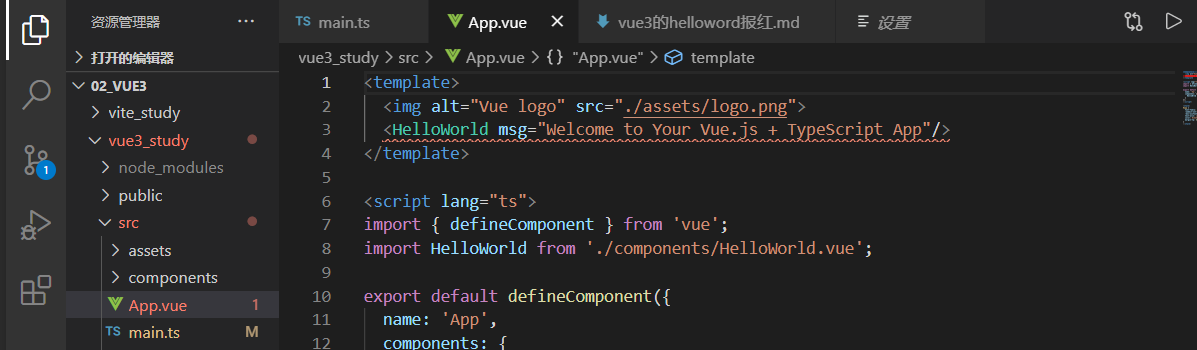 资源管理器 ···
打开的编辑器
02_VUE3
vite_study
vue3_study
node_modules
public
src
assets
components
App.vue 1
TS main.ts M
1
TS main.ts
App.vue
vue3的helloword报红.md
设置
vue3_study > src > App.vue > {} "App.vue" > template
1 <template>
2 <img alt="Vue logo" src="./assets/logo.png">
3 <HelloWorld msg="Welcome to Your Vue.js + TypeScript App"/>
4 </template>
5
6 <script lang="ts">
7 import { defineComponent } from 'vue';
8 import HelloWorld from './components/HelloWorld.vue';
9
10 export default defineComponent({
11 name: 'App',
12 components: {